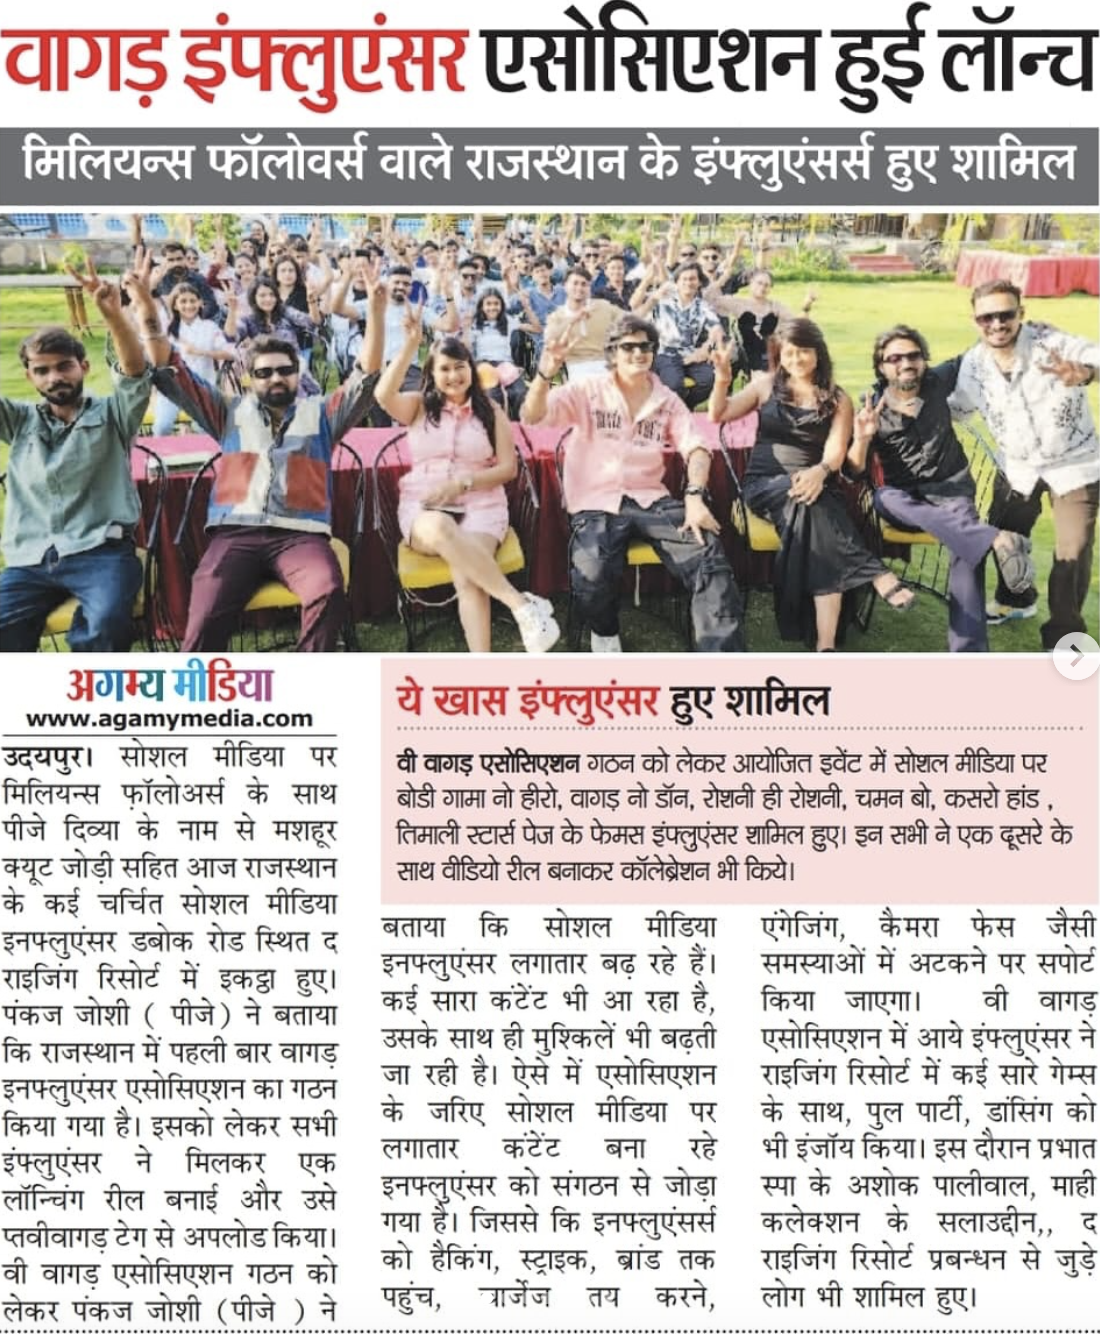 वागड़ इंफ्लुएंसर एसोसिएशन हुई लॉन्च
मिलियन्स फॉलोवर्स वाले राजस्थान के इंफ्लुएंसर्स हुए शामिल
अगम्य मीडिया
www.agamymedia.com
उदयपुर। सोशल मीडिया पर
मिलियन्स फ़ॉलोअर्स के साथ
पीजे दिव्या के नाम से मशहूर
क्यूट जोड़ी सहित आज राजस्थान
के कई चर्चित सोशल मीडिया
इनफ्लुएंसर डबोक रोड स्थित द
राइजिंग रिसोर्ट में इकट्ठा हुए।
पंकज जोशी ( पीजे) ने बताया
कि राजस्थान में पहली बार वागड़
इनफ्लुएंसर एसोसिएशन का गठन
किया गया है। इसको लेकर सभी
इंफ्लुएंसर ने मिलकर एक
लॉन्चिंग रील बनाई और उसे
प्तवीवागड़ टेग से अपलोड किया।
वी वागड़ एसोसिएशन गठन को
लेकर पंकज जोशी (पीजे ) ने
ये खास इंफ्लुएंसर हुए शामिल
वी वागड़ एसोसिएशन गठन को लेकर आयोजित इवेंट में सोशल मीडिया पर
बोडी गामा नो हीरो, वागड़ नो डॉन, रोशनी ही रोशनी, चमन बो, कसरो हांड ,
तिमाली स्टार्स पेज के फेमस इंफ्लुएंसर शामिल हुए। इन सभी ने एक दूसरे के
साथ वीडियो रील बनाकर कॉलेब्रेशन भी किये।
बताया कि सोशल मीडिया
इनफ्लुएंसर लगातार बढ़ रहे हैं।
कई सारा कंटेंट भी आ रहा है,
उसके साथ ही मुश्किलें भी बढ़ती
जा रही है। ऐसे में एसोसिएशन
के जरिए सोशल मीडिया पर
लगातार कंटेंट बना रहे
इनफ्लुएंसर को संगठन से जोड़ा
गया है। जिससे कि इनफ्लुएंसर्स
को हैकिंग, स्ट्राइक, ब्रांड तक
पहुंच, तय करने,
एंगेजिंग, कैमरा फेस जैसी
समस्याओं में अटकने पर सपोर्ट
किया जाएगा। वी वागड़
एसोसिएशन में आये इंफ्लुएंसर ने
राइजिंग रिसोर्ट में कई सारे गेम्स
के साथ, पुल पार्टी, डांसिंग को
भी इंजॉय किया। इस दौरान प्रभात
स्पा के अशोक पालीवाल, माही
कलेक्शन के सलाउद्दीन,, द
राइजिंग रिसोर्ट प्रबन्धन से जुड़े
लोग भी शामिल हुए।